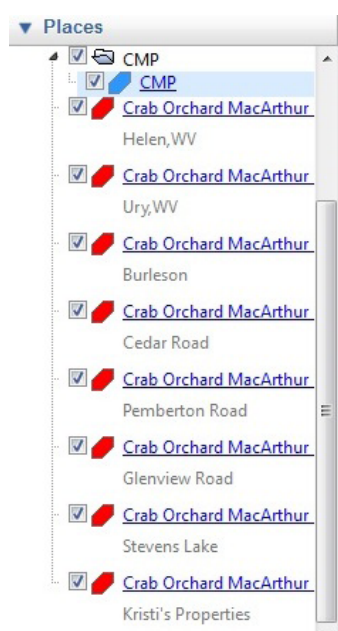 Places
CMP
CMP
Crab Orchard MacArthur
Helen,WV
Crab Orchard MacArthur
Ury,WV
Crab Orchard MacArthur
Burleson
Crab Orchard MacArthur
Cedar Road
Crab Orchard MacArthur
Pemberton Road
Crab Orchard MacArthur
Glenview Road
Crab Orchard MacArthur
Stevens Lake
Crab Orchard MacArthur
Kristi's Properties